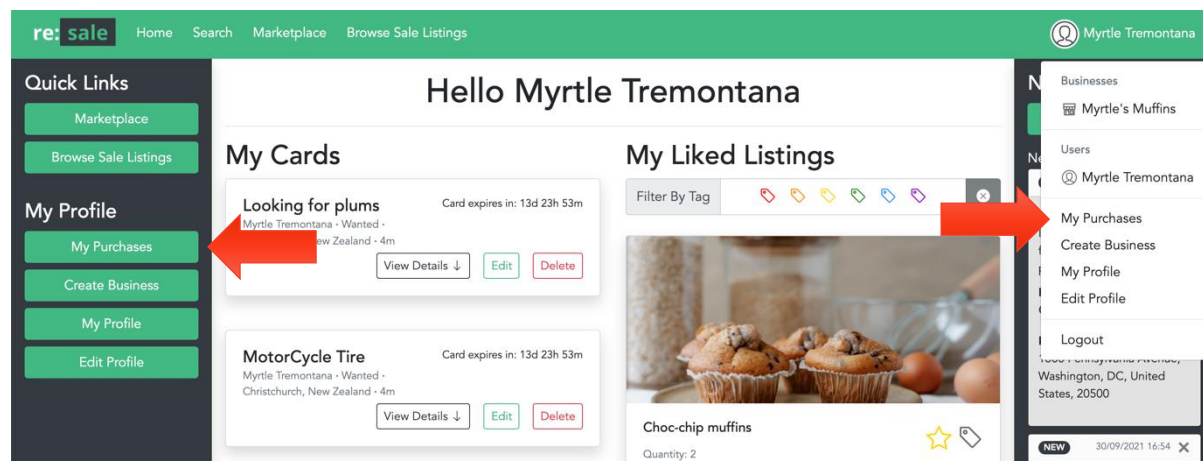 re: sale
Home
Search
Marketplace
Browse Sale Listings
Myrtle Tremontana
Quick Links
Marketplace
Browse Sale Listings
My Profile
My Purchases
Create Business
My Profile
Edit Profile
Hello Myrtle Tremontana
My Cards
Looking for plums
Card expires in: 13d 23h 53m
Myrtle Tremontana · Wanted ·
New Zealand · 4m
View Details ↓
Edit
Delete
MotorCycle Tire
Card expires in: 13d 23h 53m
Myrtle Tremontana · Wanted ·
Christchurch, New Zealand · 4m
View Details ↓
Edit
Delete
My Liked Listings
Filter By Tag
Choc-chip muffins
Quantity: 2
Businesses
Myrtle's Muffins
Users
Myrtle Tremontana
My Purchases
Create Business
My Profile
Edit Profile
Logout
Washington, DC, United
States, 20500
NEW
30/09/2021 16:54